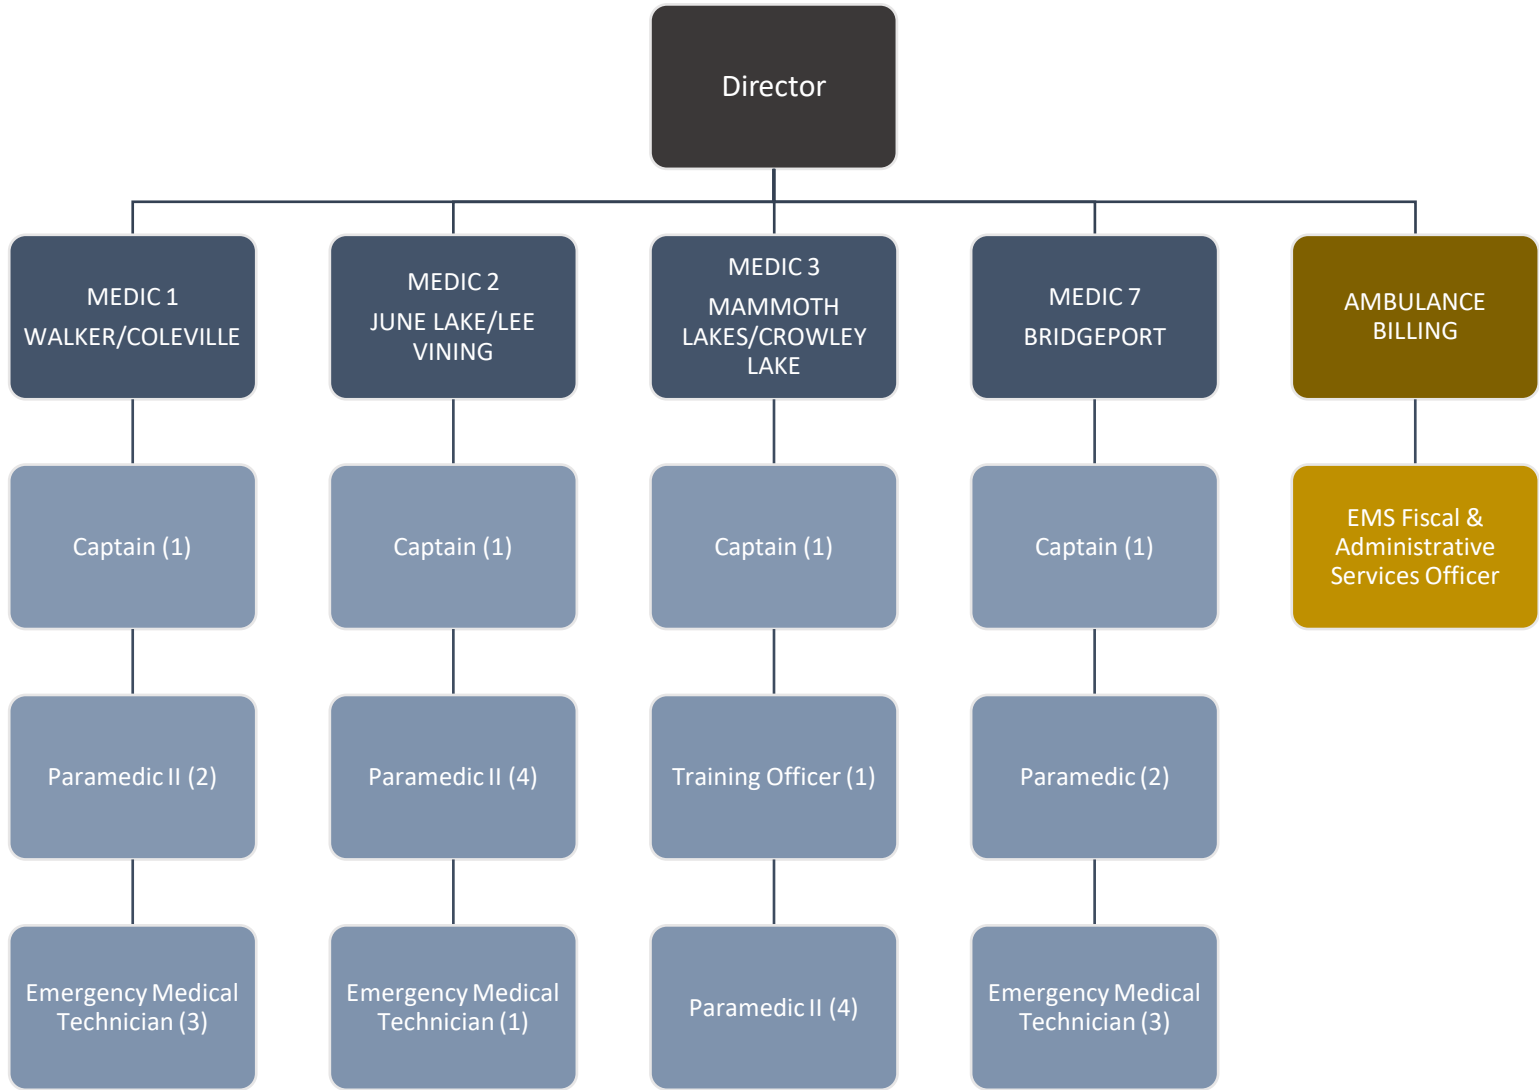 Director
MEDIC 1
WALKER/COLEVILLE
MEDIC 2
JUNE LAKE/LEE
VINING
MEDIC 3
MAMMOTH
LAKES/CROWLEY
LAKE
MEDIC 7
BRIDGEPORT
AMBULANCE
BILLING
Captain (1)
Captain (1)
Captain (1)
Captain (1)
EMS Fiscal &
Administrative
Services Officer
Paramedic II (2)
Paramedic II (4)
Training Officer (1)
Paramedic (2)
Emergency Medical
Technician (3)
Emergency Medical
Technician (1)
Paramedic II (4)
Emergency Medical
Technician (3)